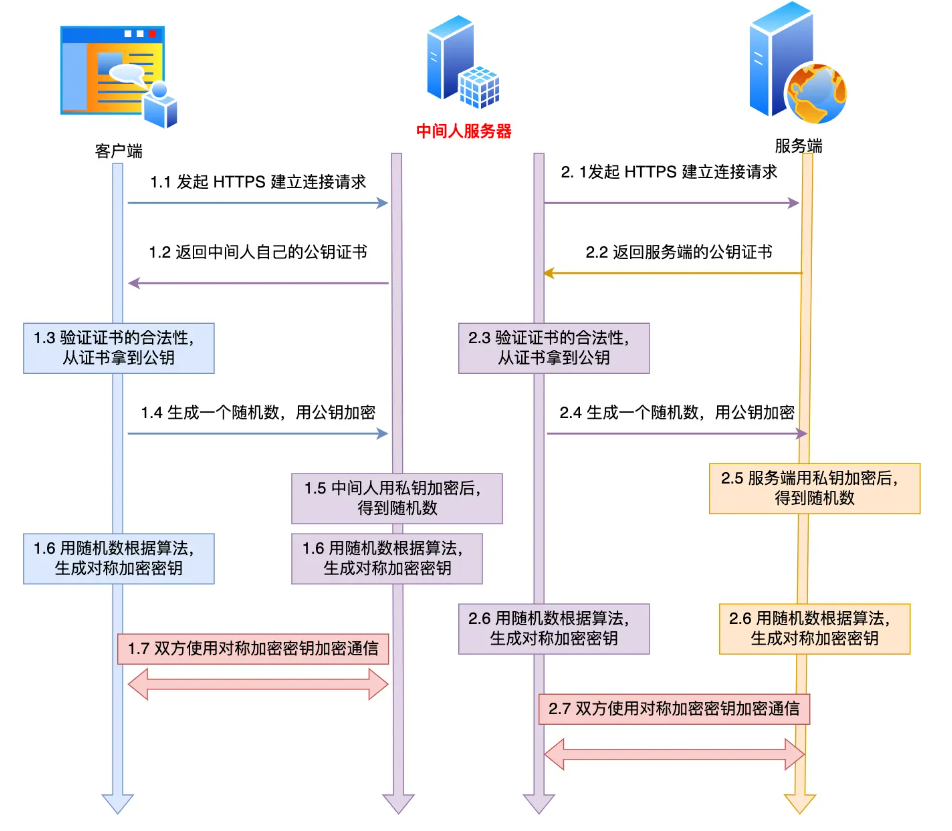 中间人服务器
客户端
服务端
1.1 发起 HTTPS 建立连接请求
2. 1发起 HTTPS 建立连接请求
1.2 返回中间人自己的公钥证书
2.2 返回服务端的公钥证书
1.3 验证证书的合法性，
从证书拿到公钥
2.3 验证证书的合法性，
从证书拿到公钥
1.4 生成一个随机数，用公钥加密
2.4 生成一个随机数，用公钥加密
1.5 中间人用私钥加密后，
得到随机数
2.5 服务端用私钥加密后，
得到随机数
1.6 用随机数根据算法，
生成对称加密密钥
1.6 用随机数根据算法，
生成对称加密密钥
2.6 用随机数根据算法，
生成对称加密密钥
2.6 用随机数根据算法，
生成对称加密密钥
1.7 双方使用对称加密密钥加密通信
2.7 双方使用对称加密密钥加密通信